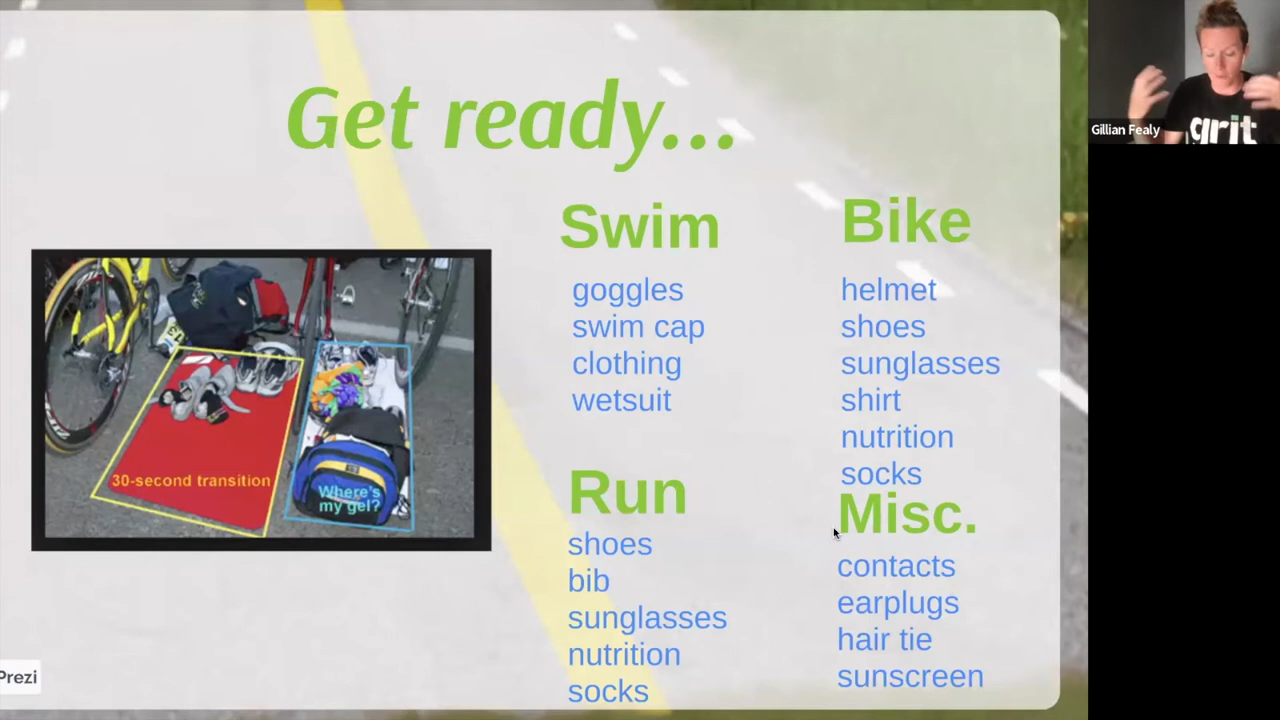 Get ready...
Swim
goggles
swim cap
clothing
wetsuit
Bike
helmet
shoes
sunglasses
shirt
nutrition
socks
Run
shoes
bib
sunglasses
nutrition
socks
Misc.
contacts
earplugs
hair tie
sunscreen
30-second transition
Where's
my gel?
Prezi
Gillian Fealy
grit